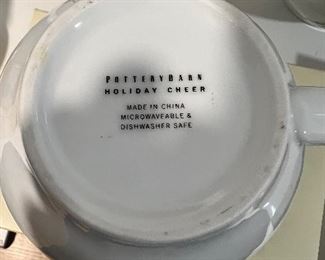 POTTERYBARN
HOLIDAY CHEER
MADE IN CHINA
MICROWAVEABLE &
DISHWASHER SAFE